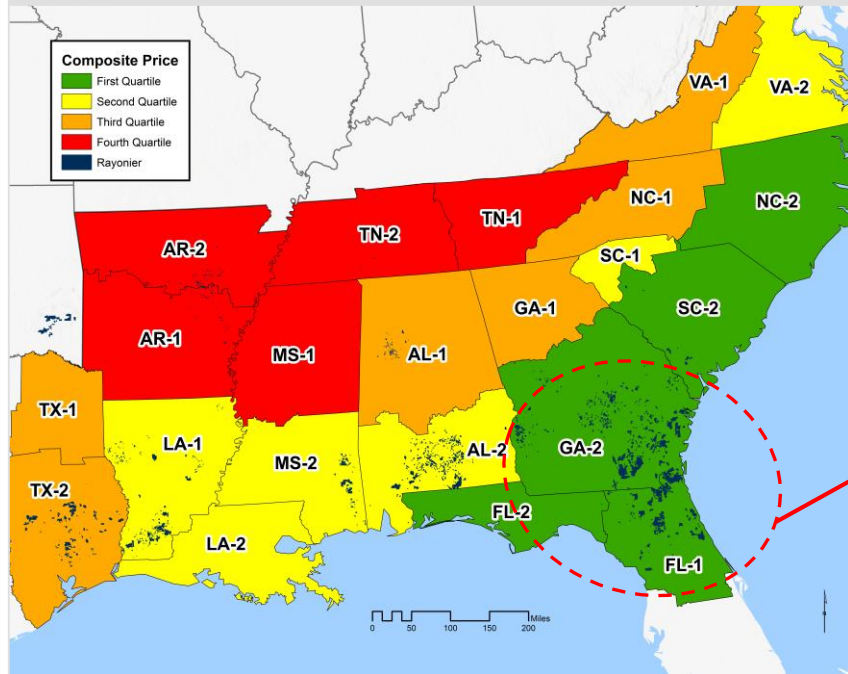 Composite Price
First Quartile
Second Quartile
Third Quartile
Fourth Quartile
Rayonier
VA-1
VA-2
NC-1
NC-2
TN-1
TN-2
AR-2
SC-1
SC-2
GA-1
AR-1
MS-1
AL-1
TX-1
LA-1
MS-2
AL-2
GA-2
TX-2
LA-2
FL-2
FL-1
Miles
0 50 100 150 200